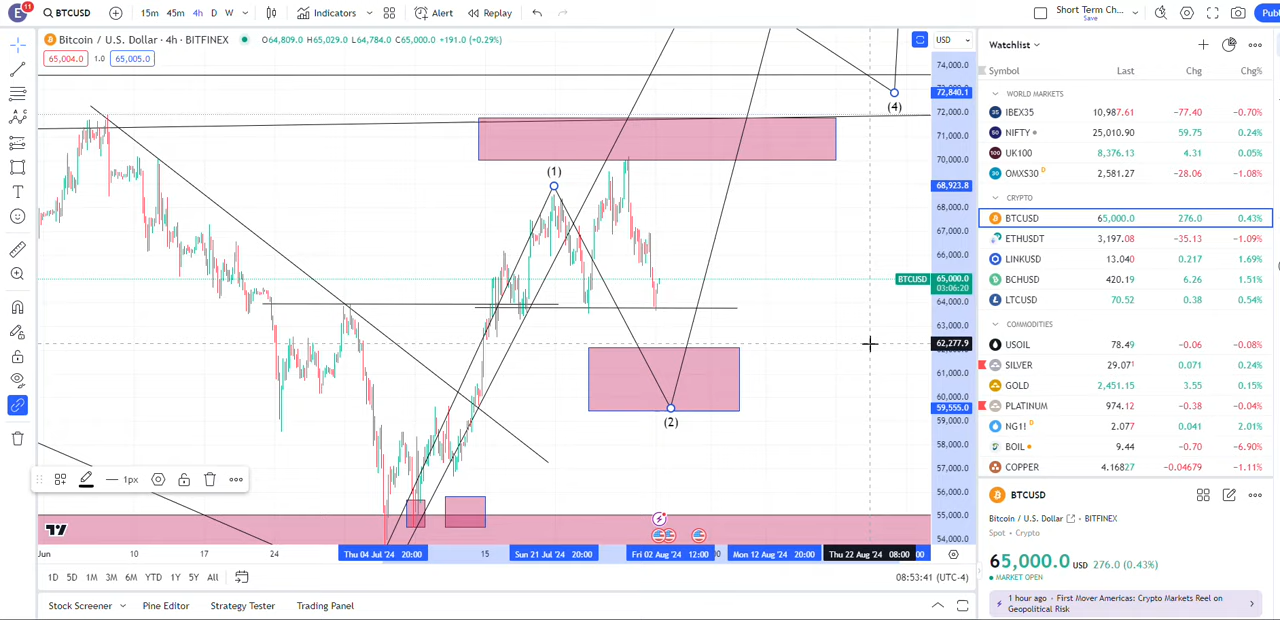 E 11 BTCUSD 15m 45m 4h D W Indicators Alert Replay Short Term Ch... Save Publ
Bitcoin / U.S. Dollar · 4h · BITFINEX O64,809.0 H65,029.0 L64,784.0 C65,000.0 +191.0 (+0.29%) USD
65,004.0 1.0 65,005.0
74,000.0
72,840.1
(4)
72,000.0
71,000.0
70,000.0
(1)
68,923.8
68,000.0
67,000.0
66,000.0
BTCUSD 65,000.0
03:06:20
64,000.0
63,000.0
62,277.9
61,000.0
60,000.0
59,555.0
(2)
58,000.0
57,000.0
56,000.0
55,000.0
54,000.0
1px
Jun 10 17 24 Thu 04 Jul '24 20:00 15 Sun 21 Jul '24 20:00 Fri 02 Aug '24 12:00 Mon 12 Aug '24 20:00 Thu 22 Aug '24 08:00 :00
1D 5D 1M 3M 6M YTD 1Y 5Y All 08:53:41 (UTC-4)
Stock Screener Pine Editor Strategy Tester Trading Panel
Watchlist
Symbol Last Chg Chg%
WORLD MARKETS
IBEX35 10,987.61 -77.40 -0.70%
NIFTY 25,010.90 59.75 0.24%
UK100 8,376.13 4.31 0.05%
OMXS30 D 2,581.27 -28.06 -1.08%
CRYPTO
BTCUSD 65,000.0 276.0 0.43%
ETHUSDT 3,197.08 -35.13 -1.09%
LINKUSD 13.040 0.217 1.69%
BCHUSD 420.19 6.26 1.51%
LTCUSD 70.52 0.38 0.54%
COMMODITIES
USOIL 78.49 -0.06 -0.08%
SILVER 29.071 0.071 0.24%
GOLD 2,451.15 3.55 0.15%
PLATINUM 974.12 -0.38 -0.04%
NG1! D 2.077 0.041 2.01%
BOIL 9.44 -0.70 -6.90%
COPPER 4.16827 -0.04679 -1.11%
BTCUSD
Bitcoin / U.S. Dollar · BITFINEX
Spot · Crypto
65,000.0 USD 276.0 (0.43%)
MARKET OPEN
1 hour ago · First Mover Americas: Crypto Markets Reel on
Geopolitical Risk